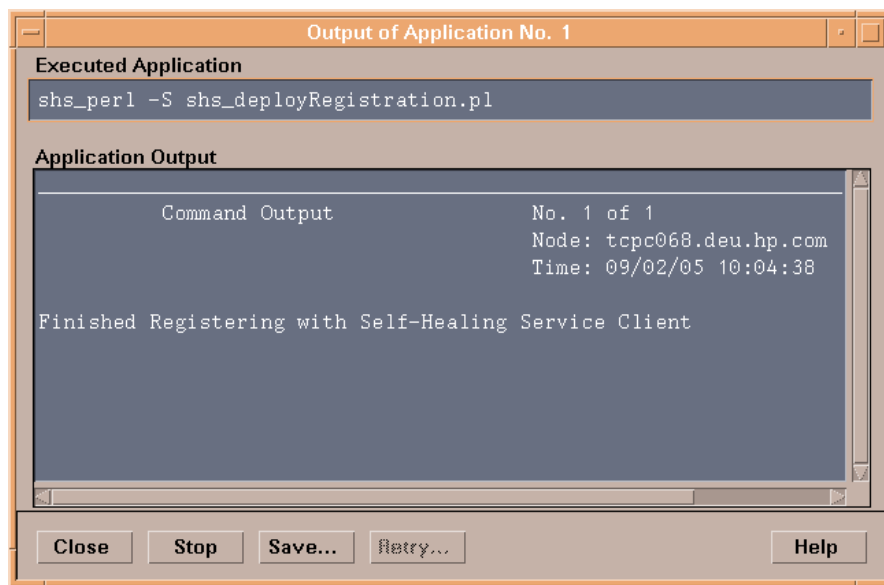 Output of Application No. 1
Executed Application
shs_perl -S shs_deployRegistration.pl
Application Output
Command Output No. 1 of 1
Node: tcpc068.deu.hp.com
Time: 09/02/05 10:04:38
Finished Registering with Self-Healing Service Client
Close Stop Save... Retry... Help